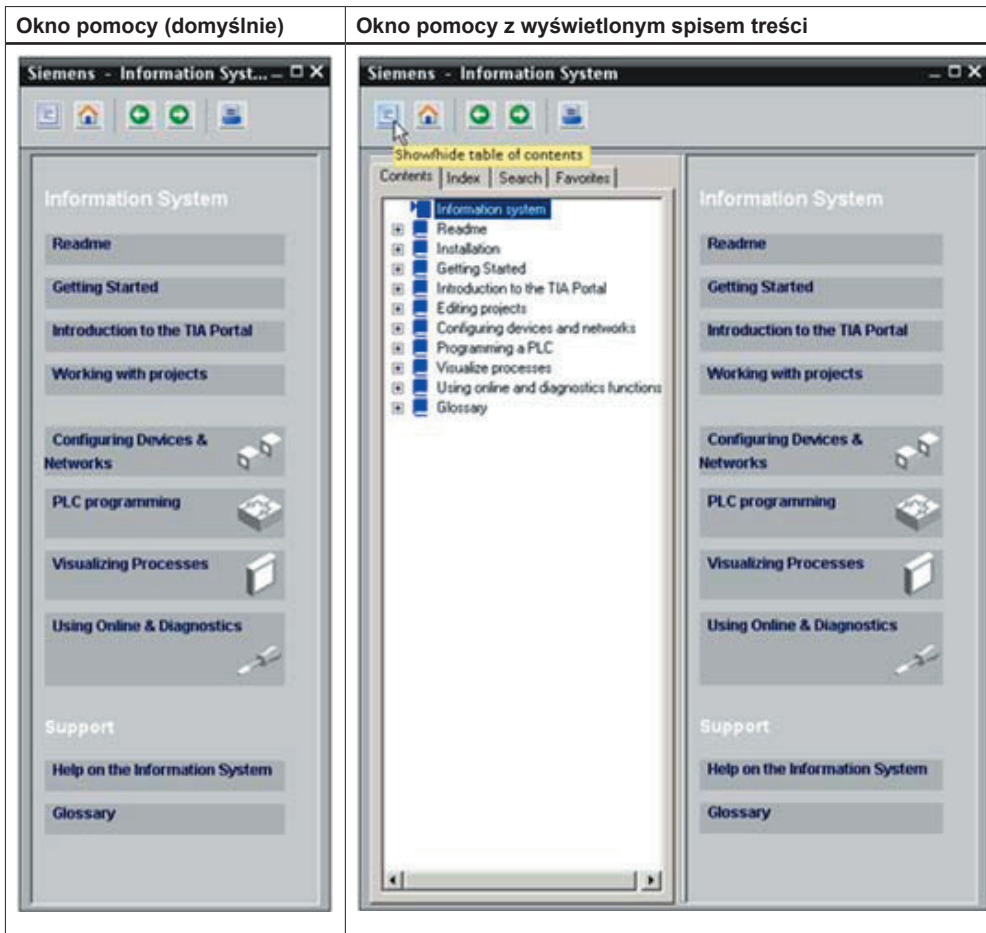 Okno pomocy (domyślnie)
Okno pomocy z wyświetlonym spisem treści
Siemens - Information Syst...
Information System
Readme
Getting Started
Introduction to the TIA Portal
Working with projects
Configuring Devices &
Networks
PLC programming
Visualizing Processes
Using Online & Diagnostics
Support
Help on the Information System
Glossary
Siemens - Information System
Show/hide table of contents
Contents Index Search Favorites
Information system
Readme
Installation
Getting Started
Introduction to the TIA Portal
Editing projects
Configuring devices and networks
Programming a PLC
Visualize processes
Using online and diagnostics functions
Glossary
Information System
Readme
Getting Started
Introduction to the TIA Portal
Working with projects
Configuring Devices &
Networks
PLC programming
Visualizing Processes
Using Online & Diagnostics
Support
Help on the Information System
Glossary